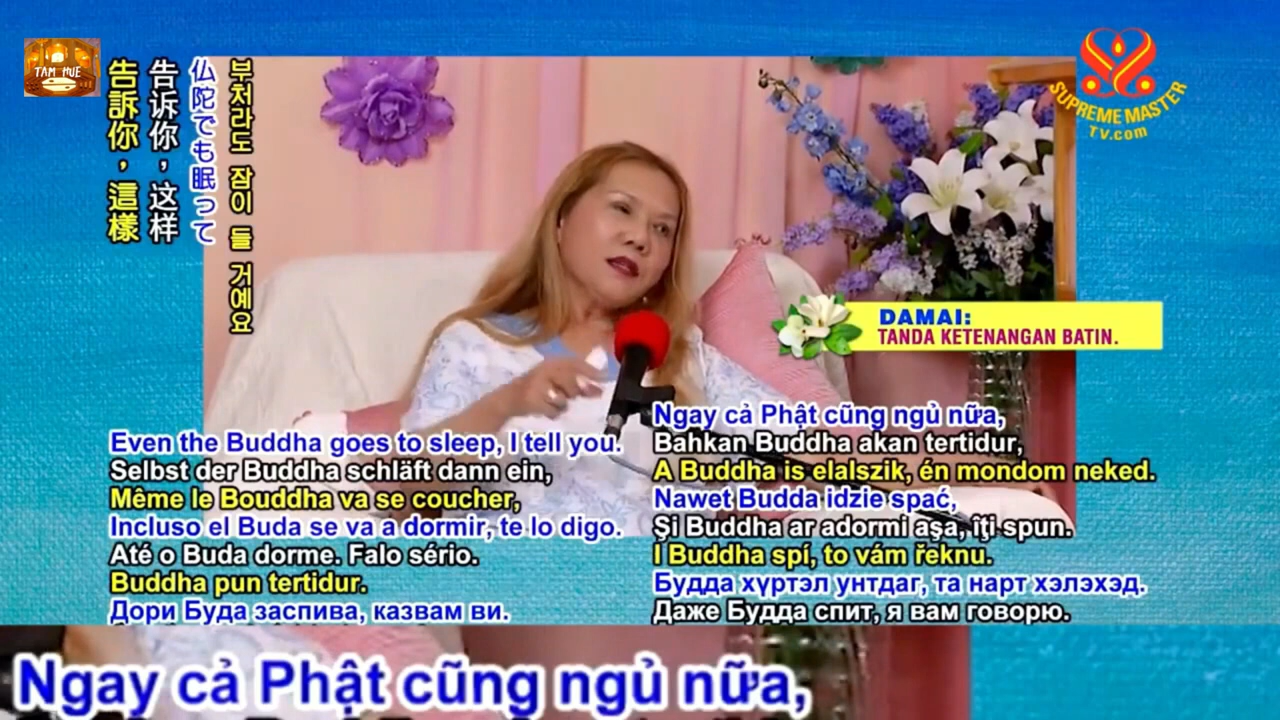 TAM HUE
告訴你，這樣
告诉你，这样
仏陀でも眠って
부처라도 잠이 들 거예요
SUPREME MASTER
TV.com
DAMAI:
TANDA KETENANGAN BATIN.
Even the Buddha goes to sleep, I tell you.
Selbst der Buddha schläft dann ein,
Même le Bouddha va se coucher,
Incluso el Buda se va a dormir, te lo digo.
Até o Buda dorme. Falo sério.
Buddha pun tertidur.
Дори Буда заспива, казвам ви.
Ngay cả Phật cũng ngủ nữa,
Bahkan Buddha akan tertidur,
A Buddha is elalszik, én mondom neked.
Nawet Budda idzie spać,
Şi Buddha ar adormi aşa, îţi spun.
I Buddha spí, to vám řeknu.
Будда хүртэл унтдаг, та нарт хэлэхэд.
Даже Будда спит, я вам говорю.
Ngay cả Phật cũng ngủ nữa,